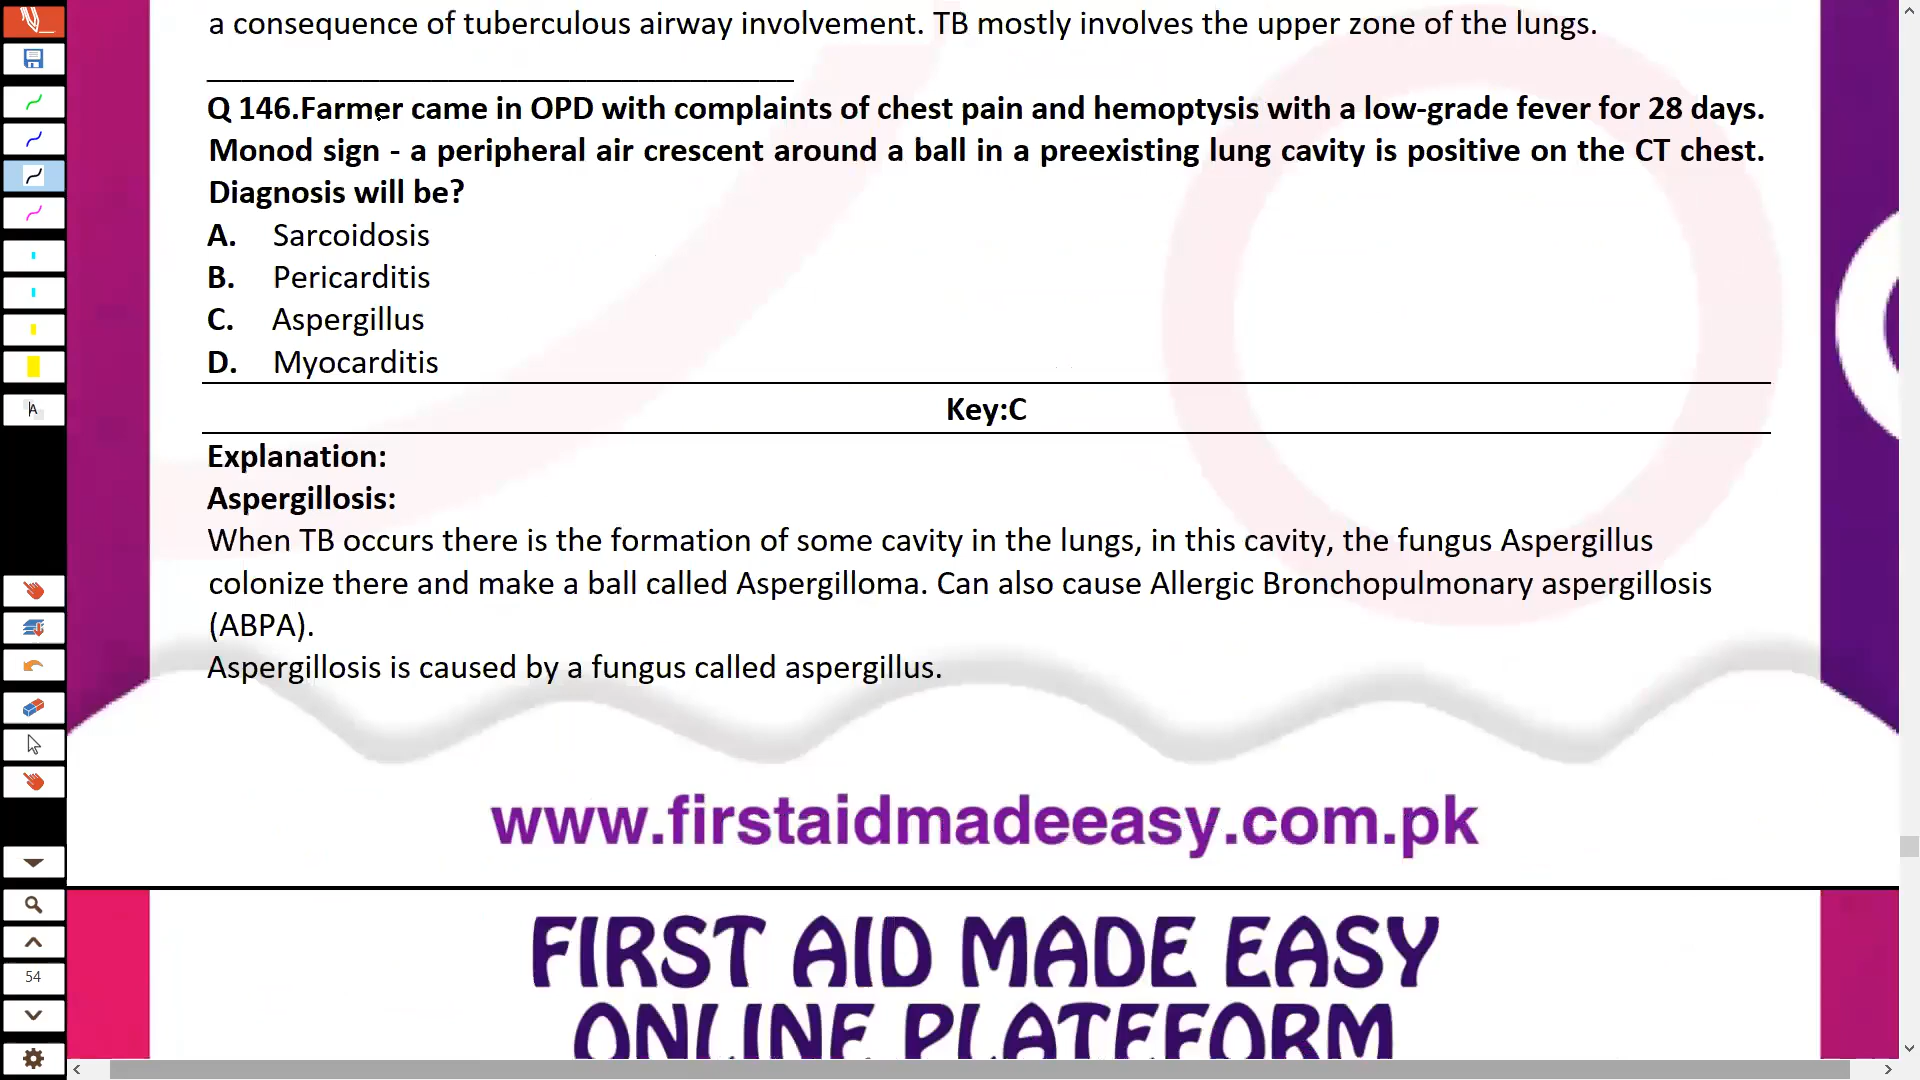 a consequence of tuberculous airway involvement. TB mostly involves the upper zone of the lungs.
Q 146.Farmer came in OPD with complaints of chest pain and hemoptysis with a low-grade fever for 28 days.
Monod sign - a peripheral air crescent around a ball in a preexisting lung cavity is positive on the CT chest.
Diagnosis will be?
A. Sarcoidosis
B. Pericarditis
C. Aspergillus
D. Myocarditis
Key:C
Explanation:
Aspergillosis:
When TB occurs there is the formation of some cavity in the lungs, in this cavity, the fungus Aspergillus
colonize there and make a ball called Aspergilloma. Can also cause Allergic Bronchopulmonary aspergillosis
(ABPA).
Aspergillosis is caused by a fungus called aspergillus.
www.firstaidmadeeasy.com.pk
54
FIRST AID MADE EASY
ONLINE PLATEFORM